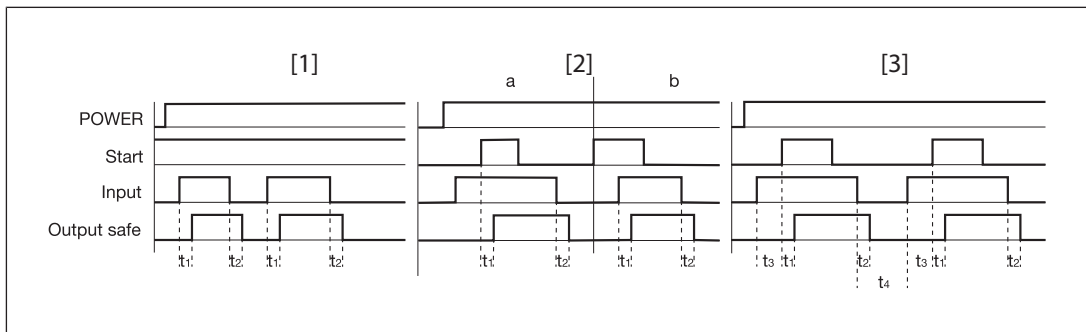 [1] [2] [3]
a b
POWER
Start
Input
Output safe
t1 t2 t1 t2 t1 t2 t1 t2 t3 t1 t2 t3 t1 t2
t4